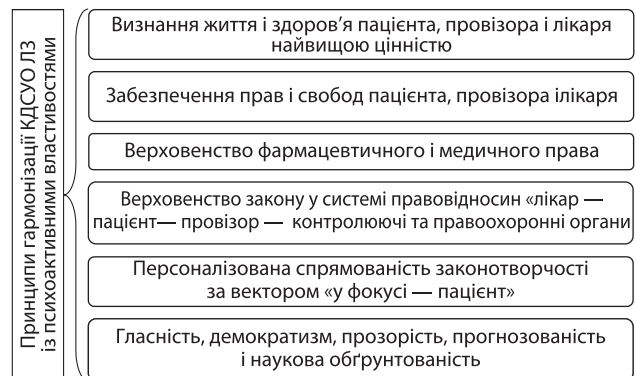 Принципи гармонізації КДСУО ЛЗ
із психоактивними властивостями
Визнання життя і здоров’я пацієнта, провізора і лікаря
найвищою цінністю
Забезпечення прав і свобод пацієнта, провізора ілікаря
Верховенство фармацевтичного і медичного права
Верховенство закону у системі правовідносин «лікар —
пацієнт— провізор — контролюючі та правоохоронні органи
Персоналізована спрямованість законотворчості
за вектором «у фокусі — пацієнт»
Гласність, демократизм, прозорість, прогнозованість
і наукова обґрунтованість